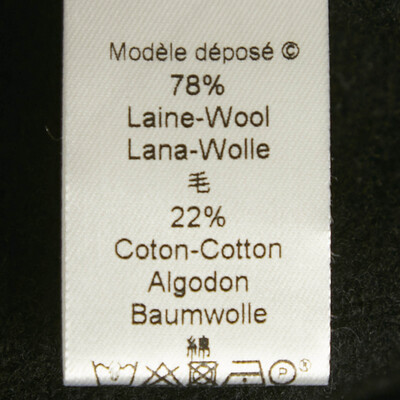 Modèle déposé ©
78%
Laine-Wool
Lana-Wolle
毛
22%
Coton-Cotton
Algodon
Baumwolle
綿
P